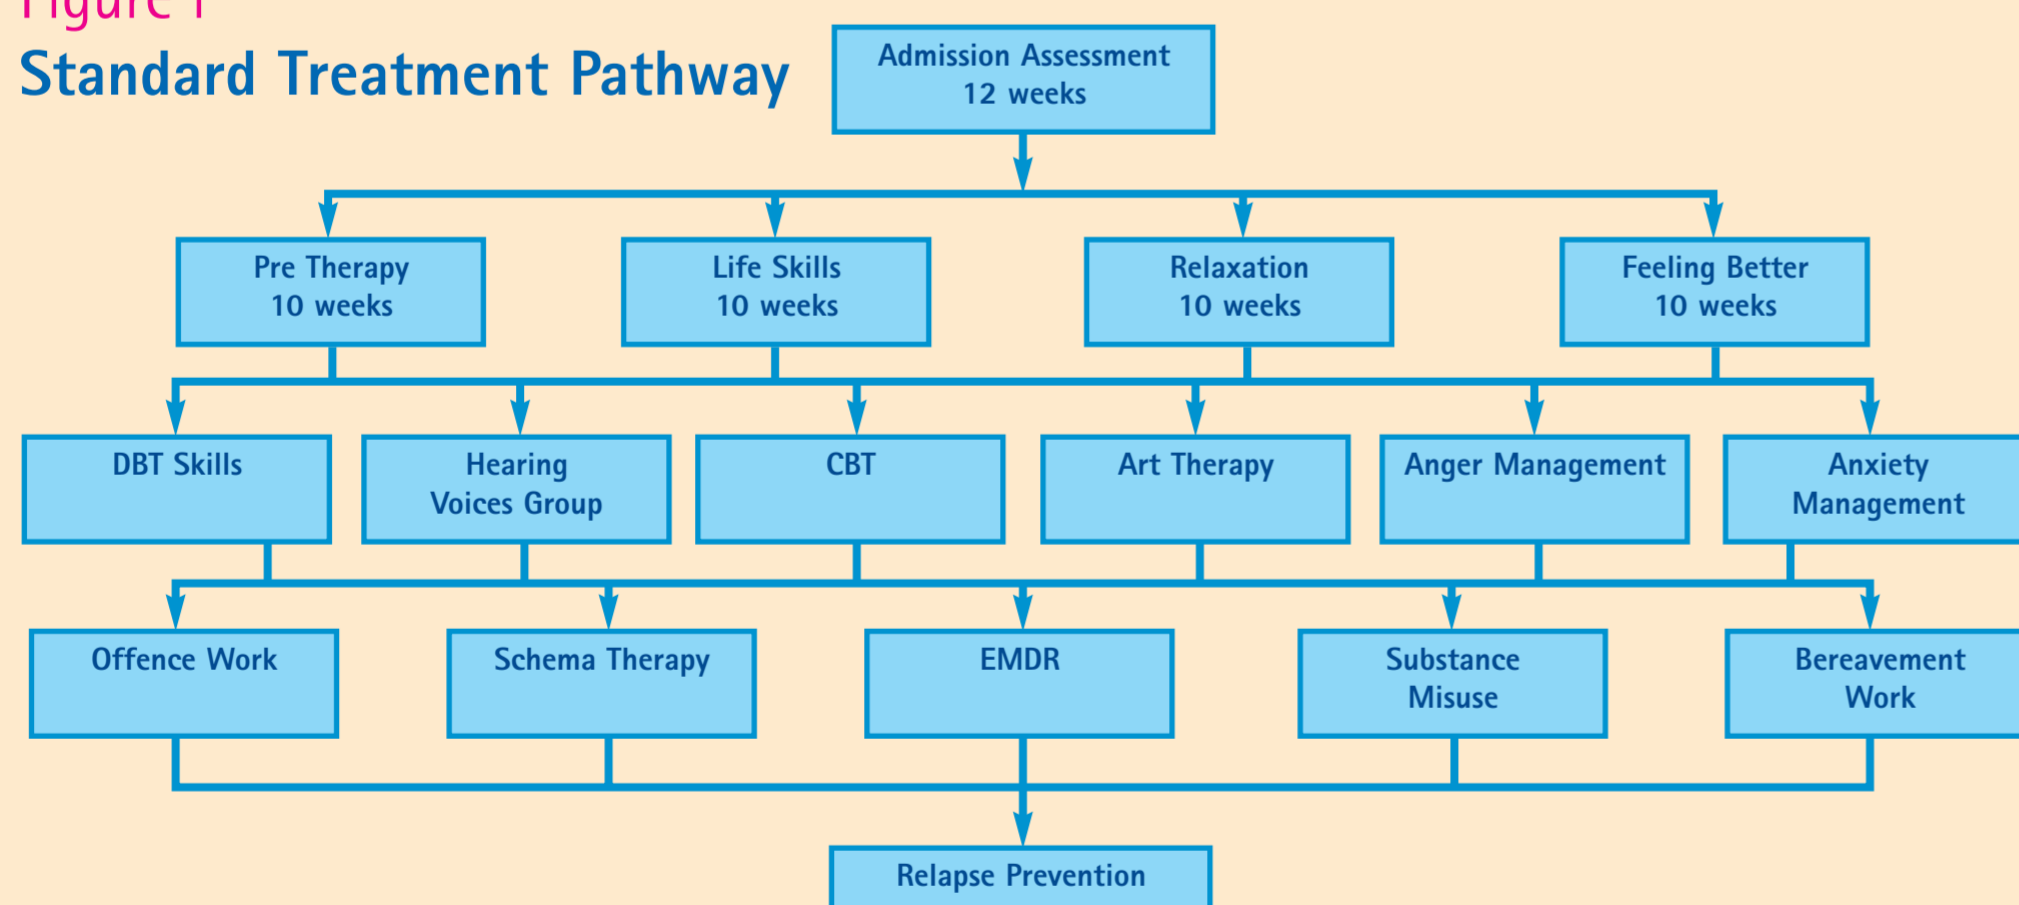 Figure 1
Standard Treatment Pathway
Admission Assessment
12 weeks
Pre Therapy
10 weeks
Life Skills
10 weeks
Relaxation
10 weeks
Feeling Better
10 weeks
DBT Skills
Hearing
Voices Group
CBT
Art Therapy
Anger Management
Anxiety
Management
Offence Work
Schema Therapy
EMDR
Substance
Misuse
Bereavement
Work
Relapse Prevention